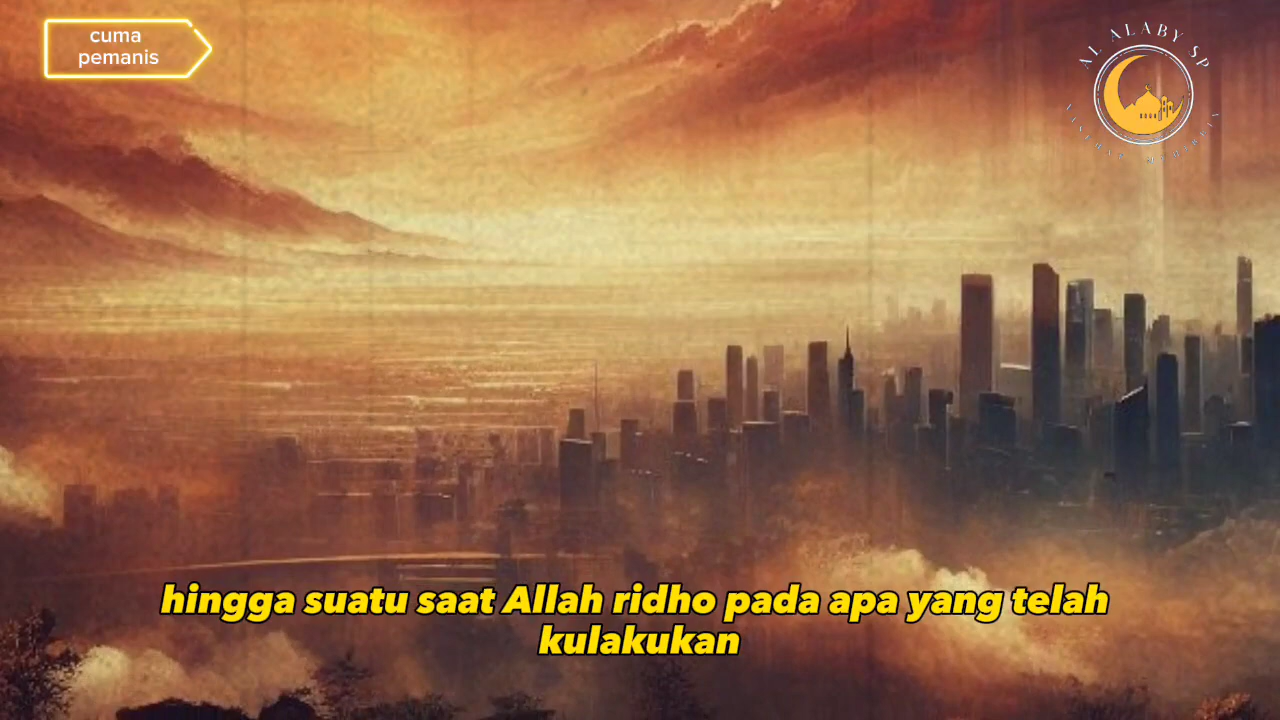 cuma
pemanis
AL ALABY SP
hingga suatu saat Allah ridho pada apa yang telah
kulakukan